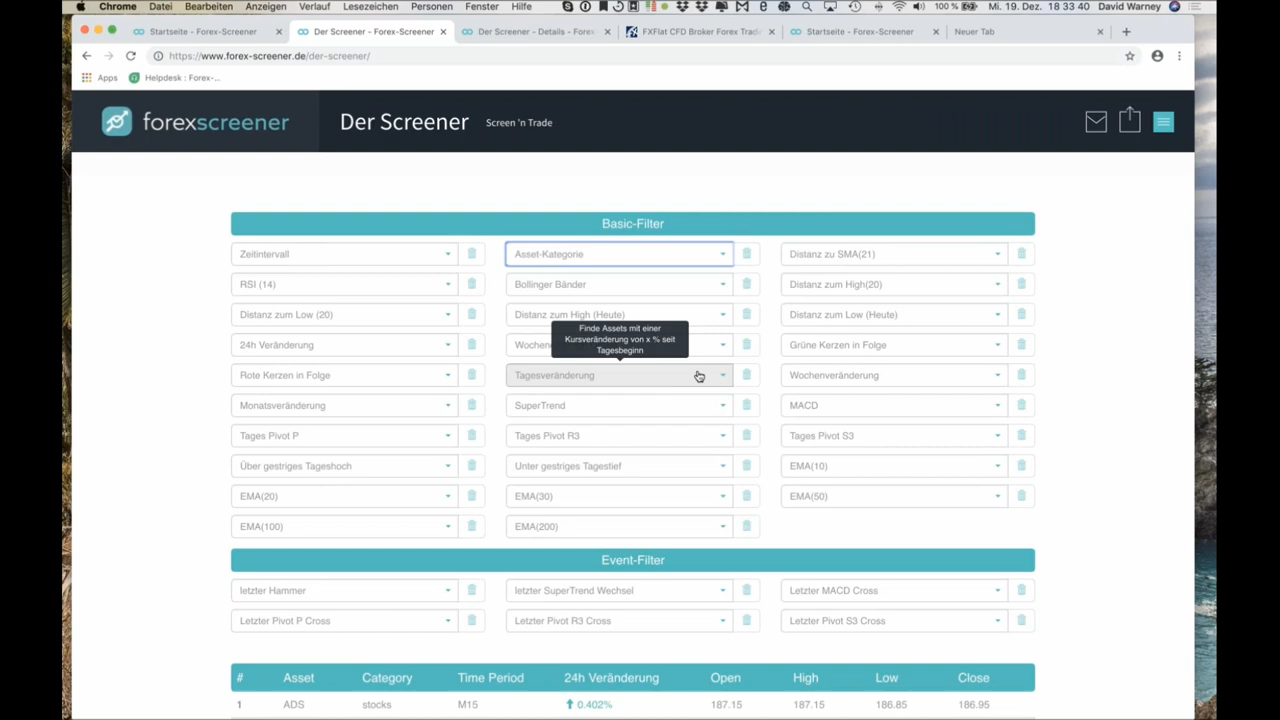 Chrome Datei Bearbeiten Anzeigen Verlauf Lesezeichen Personen Fenster Hilfe 100 % Mi. 19. Dez. 18 33 40 David Warney
Startseite - Forex-Screener × Der Screener - Forex-Screener × Der Screener - Details - Forex- × FXFlat CFD Broker Forex Trad × Startseite - Forex-Screener × Neuer Tab ×
https://www.forex-screener.de/der-screener/
Apps Helpdesk : Forex-...
forexscreener Der Screener Screen 'n Trade
Basic-Filter
Zeitintervall Asset-Kategorie Distanz zu SMA(21)
RSI (14) Bollinger Bänder Distanz zum High(20)
Distanz zum Low (20) Distanz zum High (Heute) Distanz zum Low (Heute)
Finde Assets mit einer
Kursveränderung von x % seit
Tagesbeginn
24h Veränderung Grüne Kerzen in Folge
Rote Kerzen in Folge Tagesveränderung Wochenveränderung
Monatsveränderung SuperTrend MACD
Tages Pivot P Tages Pivot R3 Tages Pivot S3
Über gestriges Tageshoch Unter gestriges Tagestief EMA(10)
EMA(20) EMA(30) EMA(50)
EMA(100) EMA(200)
Event-Filter
letzter Hammer letzter SuperTrend Wechsel Letzter MACD Cross
Letzter Pivot P Cross Letzter Pivot R3 Cross Letzter Pivot S3 Cross
# Asset Category Time Period 24h Veränderung Open High Low Close
1 ADS stocks M15 0.402% 187.15 187.15 186.85 186.95